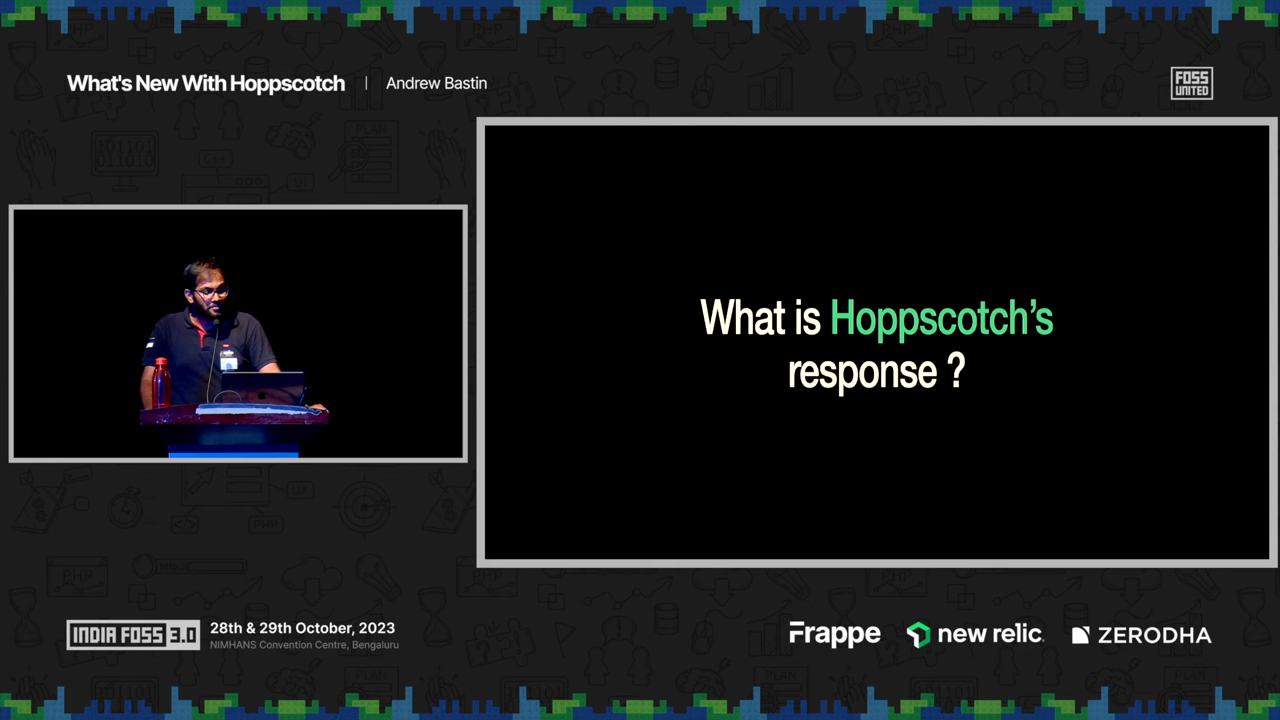 What's New With Hoppscotch | Andrew Bastin
FOSS
UNITED
What is Hoppscotch's
response ?
INDIA FOSS 3.0
28th & 29th October, 2023
NIMHANS Convention Centre, Bengaluru
Frappe
new relic
ZERODHA